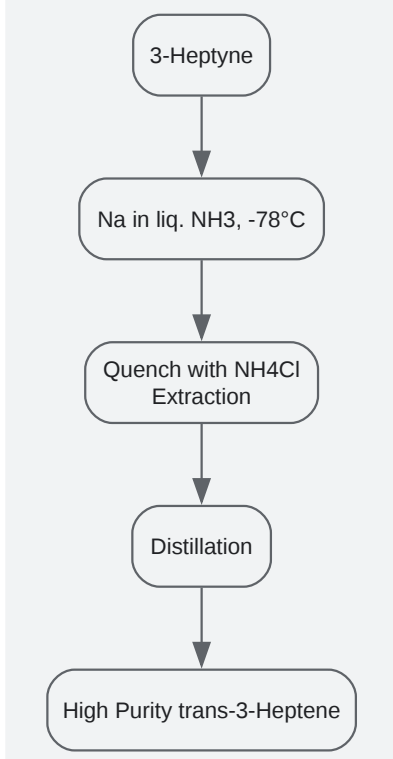 3-Heptyne
Na in liq. NH3, -78°C
Quench with NH4Cl
Extraction
Distillation
High Purity trans-3-Heptene